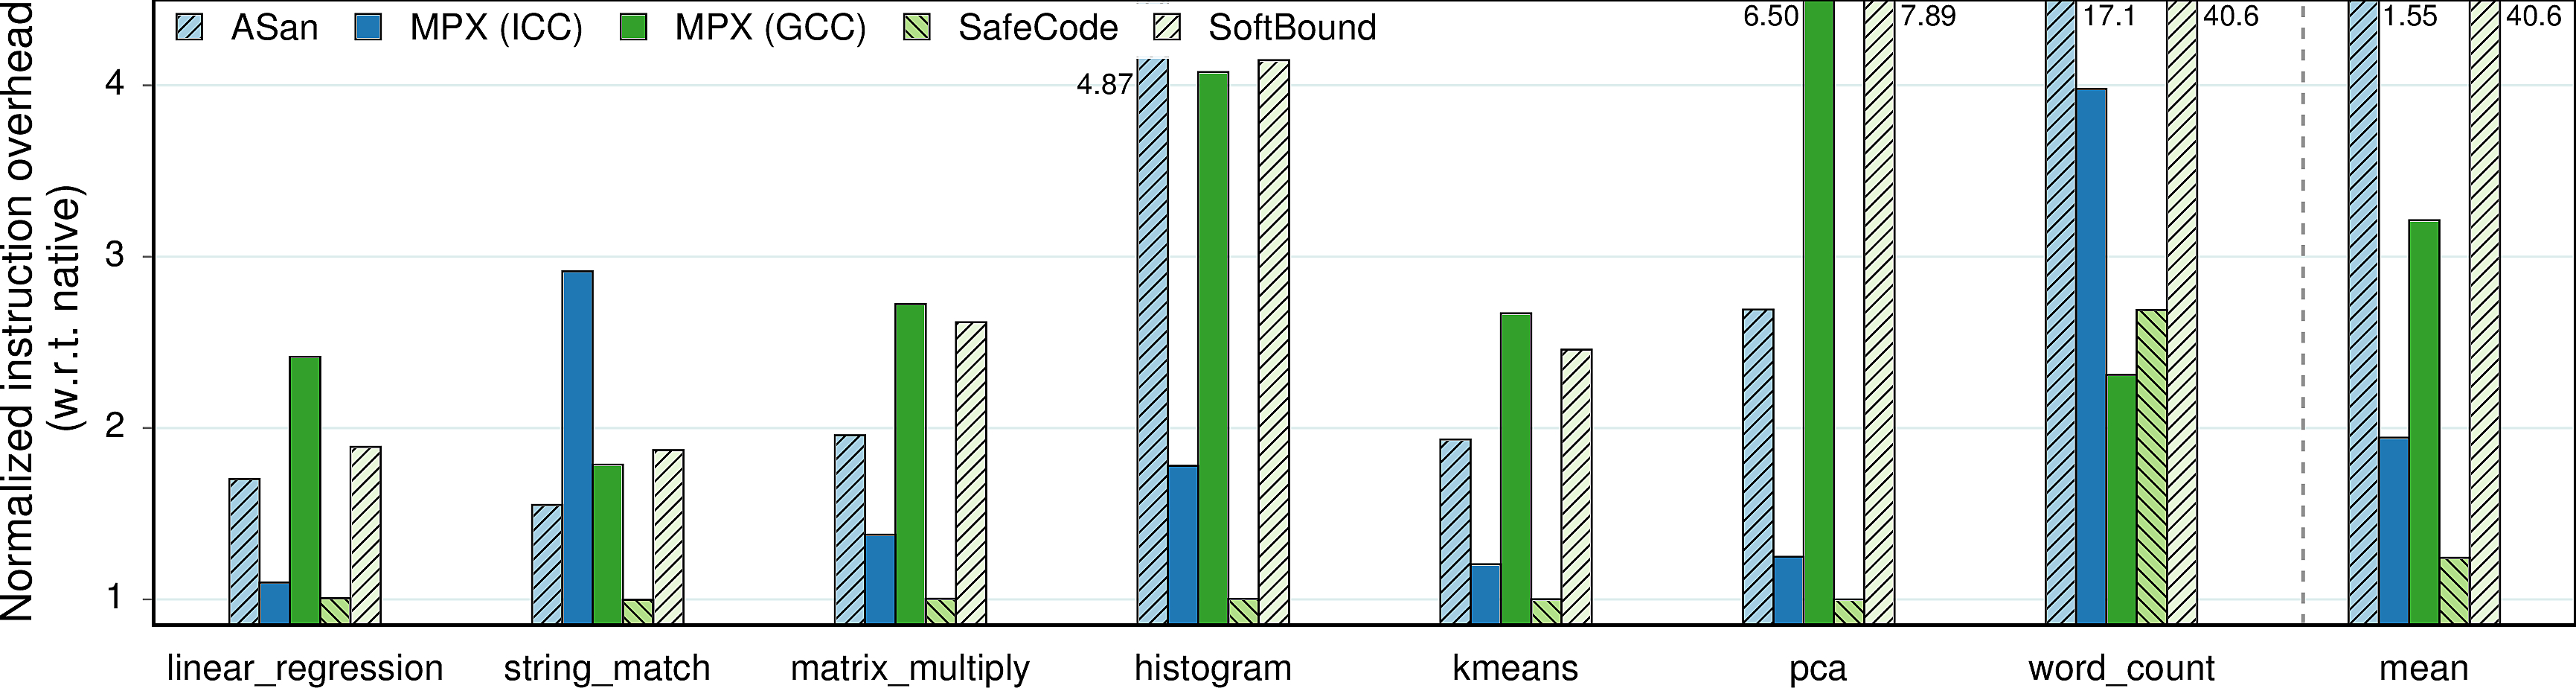 Normalized instruction overhead
(w.r.t. native)
ASan MPX (ICC) MPX (GCC) SafeCode SoftBound
6.50 7.89 17.1 40.6 1.55 40.6
4.87
4
3
2
1
linear_regression string_match matrix_multiply histogram kmeans pca word_count mean